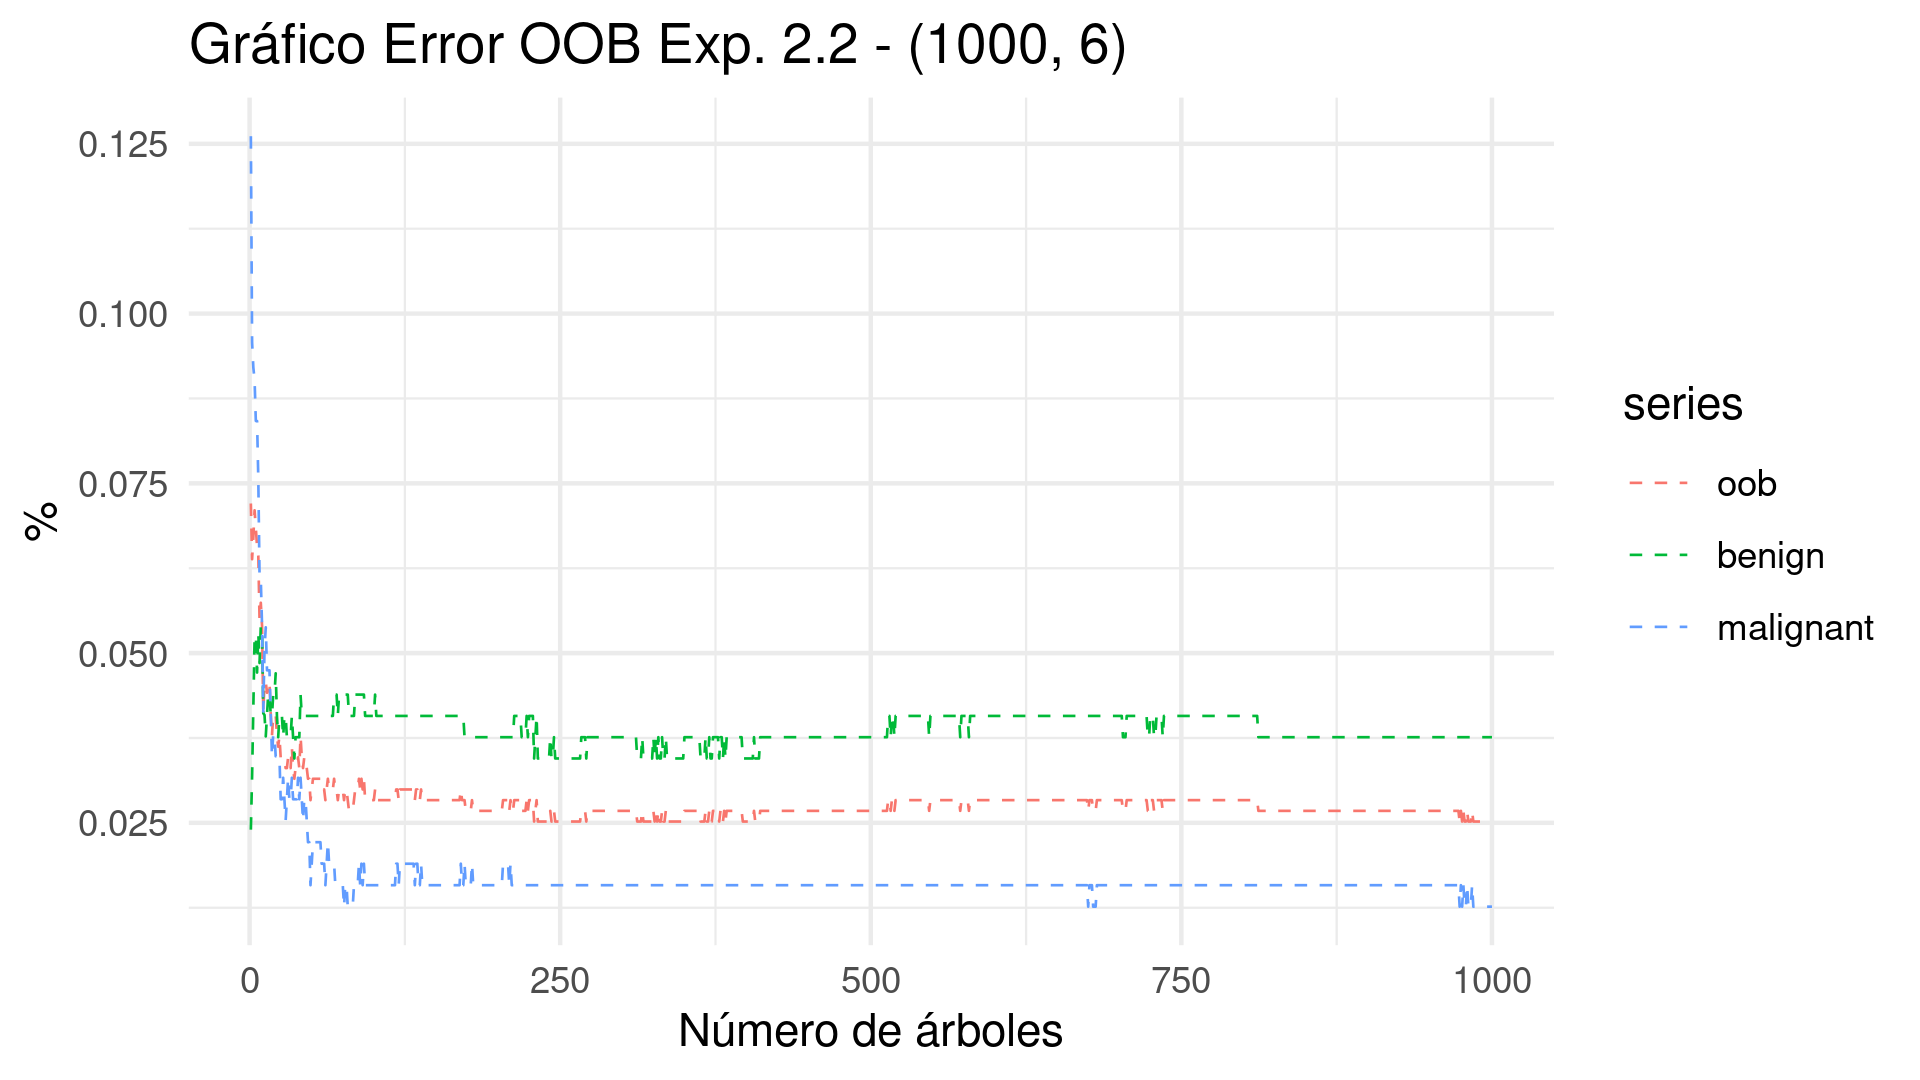 Gráfico Error OOB Exp. 2.2 - (1000, 6)
0.125
0.100
0.075
0.050
0.025
%
0 250 500 750 1000
Número de árboles
series
oob
benign
malignant